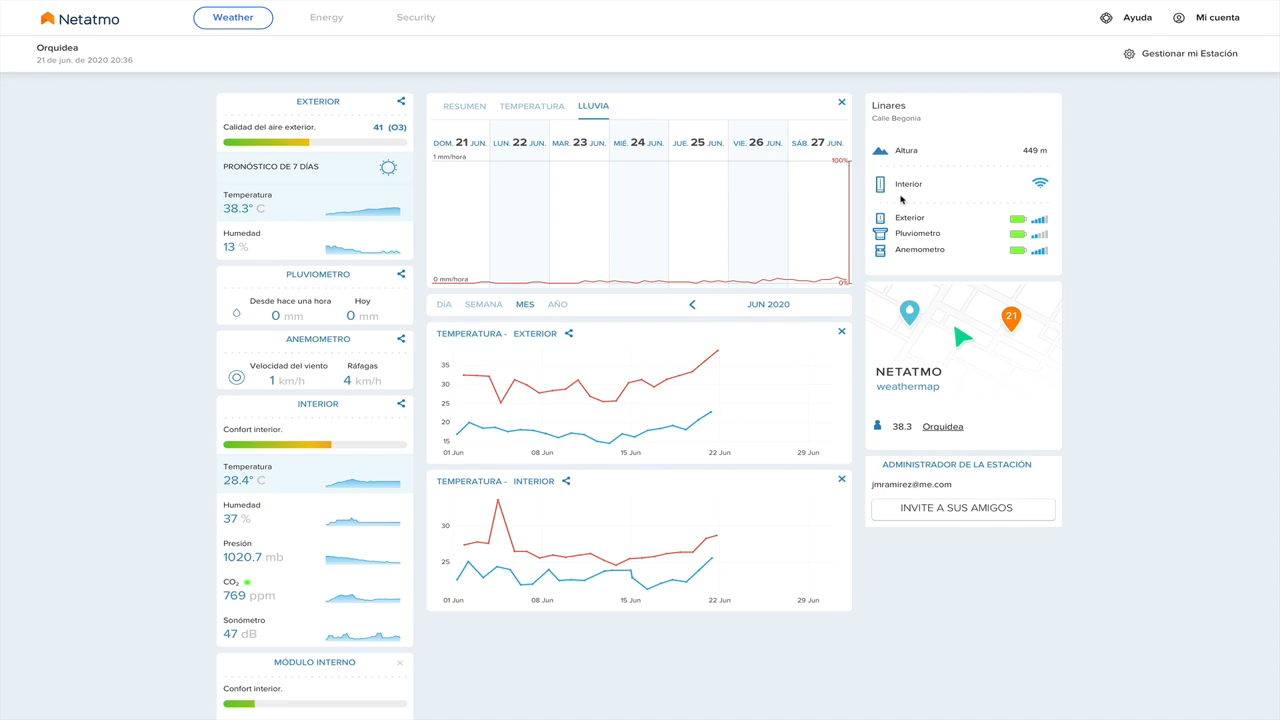 Netatmo
Weather
Energy
Security
Ayuda
Mi cuenta
Orquidea
21 de jun. de 2020 20:36
Gestionar mi Estación
EXTERIOR
Calidad del aire exterior.
41 (O3)
PRONÓSTICO DE 7 DÍAS
Temperatura
38.3° C
Humedad
13 %
PLUVIOMETRO
Desde hace una hora
Hoy
0 mm
0 mm
ANEMOMETRO
Velocidad del viento
Ráfagas
1 km/h
4 km/h
INTERIOR
Confort interior.
Temperatura
28.4° C
Humedad
37 %
Presión
1020.7 mb
CO₂
769 ppm
Sonómetro
47 dB
MÓDULO INTERNO
Confort interior.
RESUMEN
TEMPERATURA
LLUVIA
DOM. 21 JUN.
LUN. 22 JUN.
MAR. 23 JUN.
MIÉ. 24 JUN.
JUE. 25 JUN.
VIE. 26 JUN.
SÁB. 27 JUN.
1 mm/hora
100%
0 mm/hora
0%
DÍA
SEMANA
MES
AÑO
JUN 2020
TEMPERATURA - EXTERIOR
35
30
25
20
15
01 Jun
08 Jun
15 Jun
22 Jun
29 Jun
TEMPERATURA - INTERIOR
30
25
01 Jun
08 Jun
15 Jun
22 Jun
29 Jun
Linares
Calle Begonia
Altura
449 m
Interior
Exterior
Pluviometro
Anemometro
21
NETATMO
weathermap
38.3
Orquidea
ADMINISTRADOR DE LA ESTACIÓN
jmramirez@me.com
INVITE A SUS AMIGOS